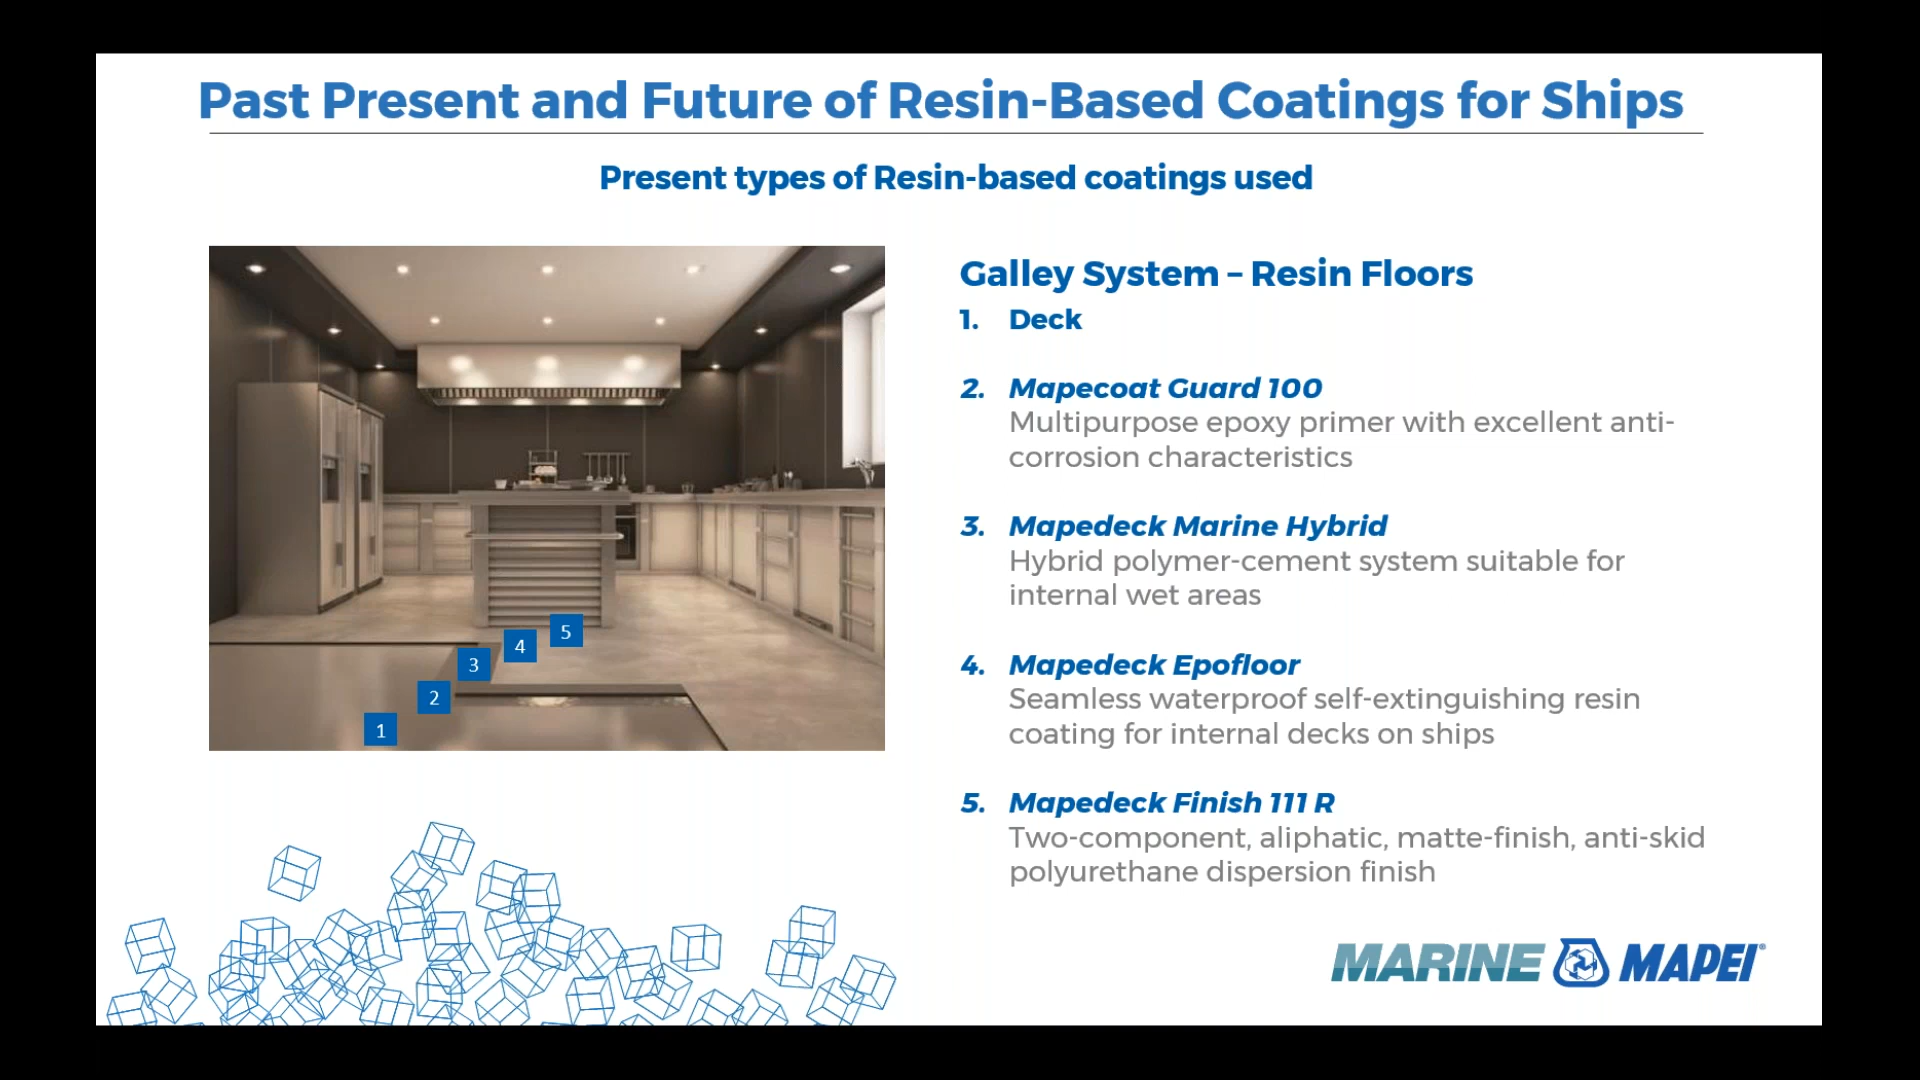 Past Present and Future of Resin-Based Coatings for Ships
Present types of Resin-based coatings used
Galley System – Resin Floors
1. Deck
2. Mapecoat Guard 100
Multipurpose epoxy primer with excellent anti-
corrosion characteristics
3. Mapedeck Marine Hybrid
Hybrid polymer-cement system suitable for
internal wet areas
4. Mapedeck Epofloor
Seamless waterproof self-extinguishing resin
coating for internal decks on ships
5. Mapedeck Finish 111 R
Two-component, aliphatic, matte-finish, anti-skid
polyurethane dispersion finish
5
4
3
2
1
MARINE MAPEI®